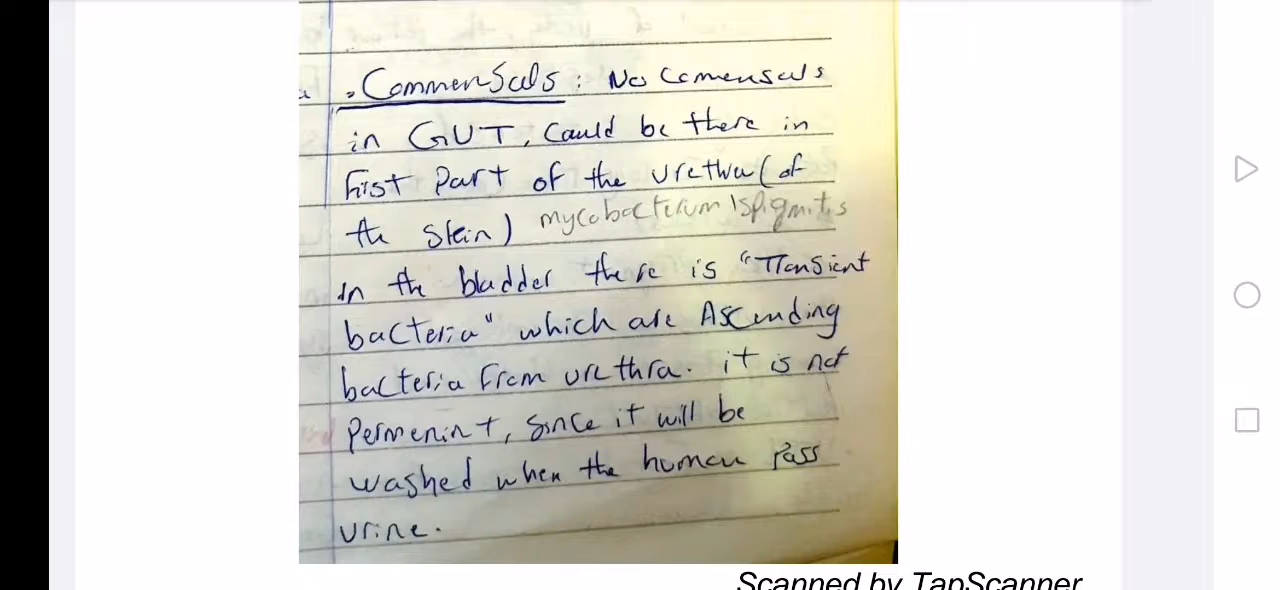 . Commensals : No Comensals
in GUT, Could be there in
first part of the urethra (of
the skin) mycobacterium
In the bladder there is "Transient
bacteria" which are Ascending
bacteria From urethra. it is not
Permenint, Since it will be
washed when the human pass
urine.
Scanned by TapScanner